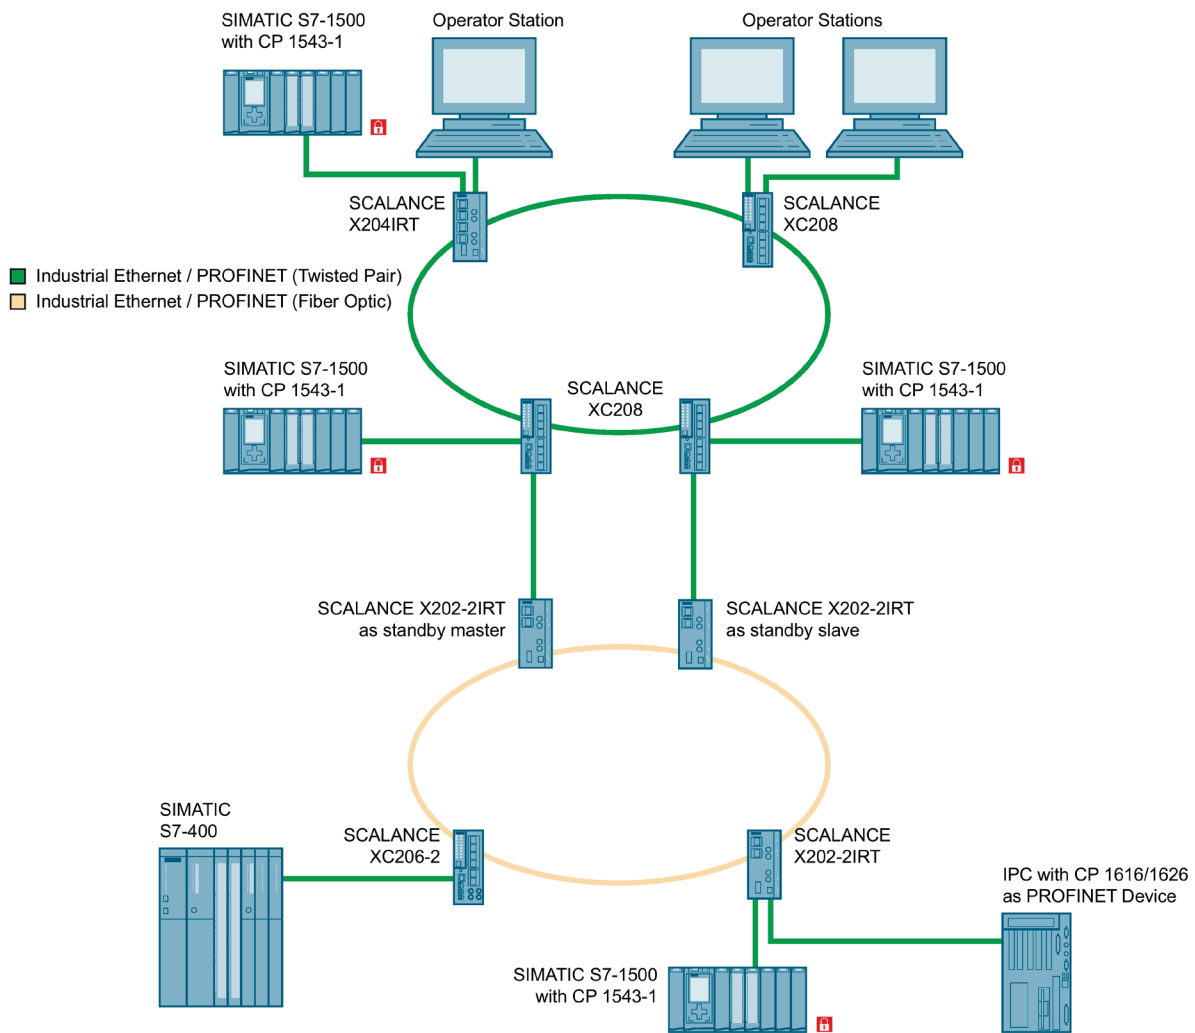 SIMATIC S7-1500
with CP 1543-1
Operator Station
Operator Stations
SCALANCE
X204IRT
SCALANCE
XC208
Industrial Ethernet / PROFINET (Twisted Pair)
Industrial Ethernet / PROFINET (Fiber Optic)
SIMATIC S7-1500
with CP 1543-1
SCALANCE
XC208
SIMATIC S7-1500
with CP 1543-1
SCALANCE X202-2IRT
as standby master
SCALANCE X202-2IRT
as standby slave
SIMATIC
S7-400
SCALANCE
XC206-2
SCALANCE
X202-2IRT
IPC with CP 1616/1626
as PROFINET Device
SIMATIC S7-1500
with CP 1543-1